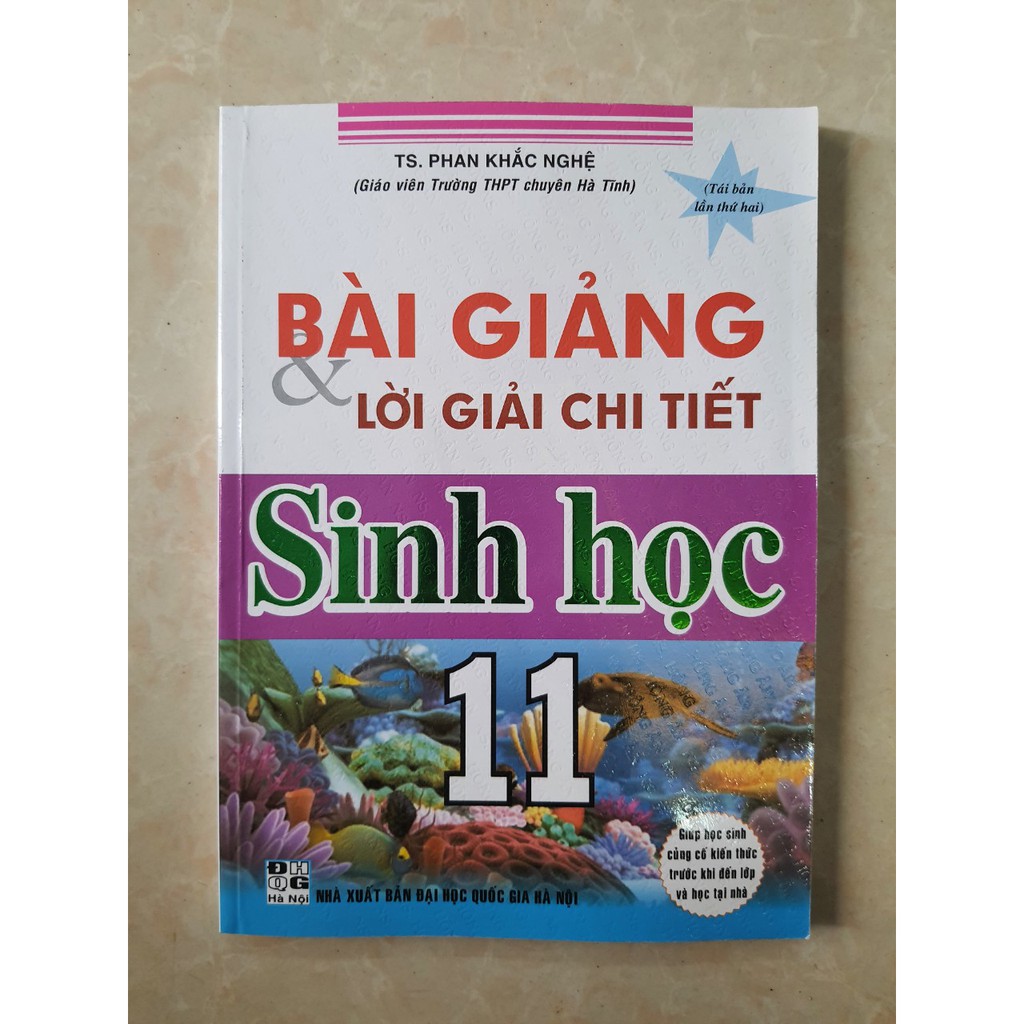 TS. PHAN KHẮC NGHỆ
(Giáo viên Trường THPT chuyên Hà Tĩnh)
(Tái bản
lần thứ hai)
BÀI GIẢNG
& LỜI GIẢI CHI TIẾT
Sinh học
11
Giúp học sinh
củng cố kiến thức
trước khi đến lớp
và học tại nhà
ĐH
QG
Hà Nội
NHÀ XUẤT BẢN ĐẠI HỌC QUỐC GIA HÀ NỘI